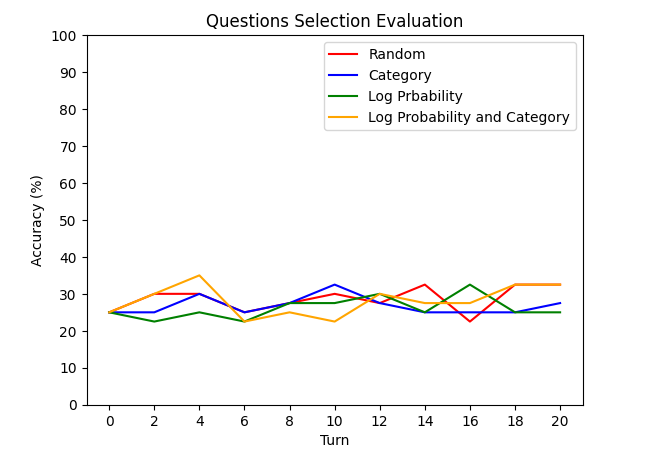 Questions Selection Evaluation
Random
Category
Log Prbability
Log Probability and Category
100
90
80
70
60
50
40
30
20
10
0
Accuracy (%)
0 2 4 6 8 10 12 14 16 18 20
Turn